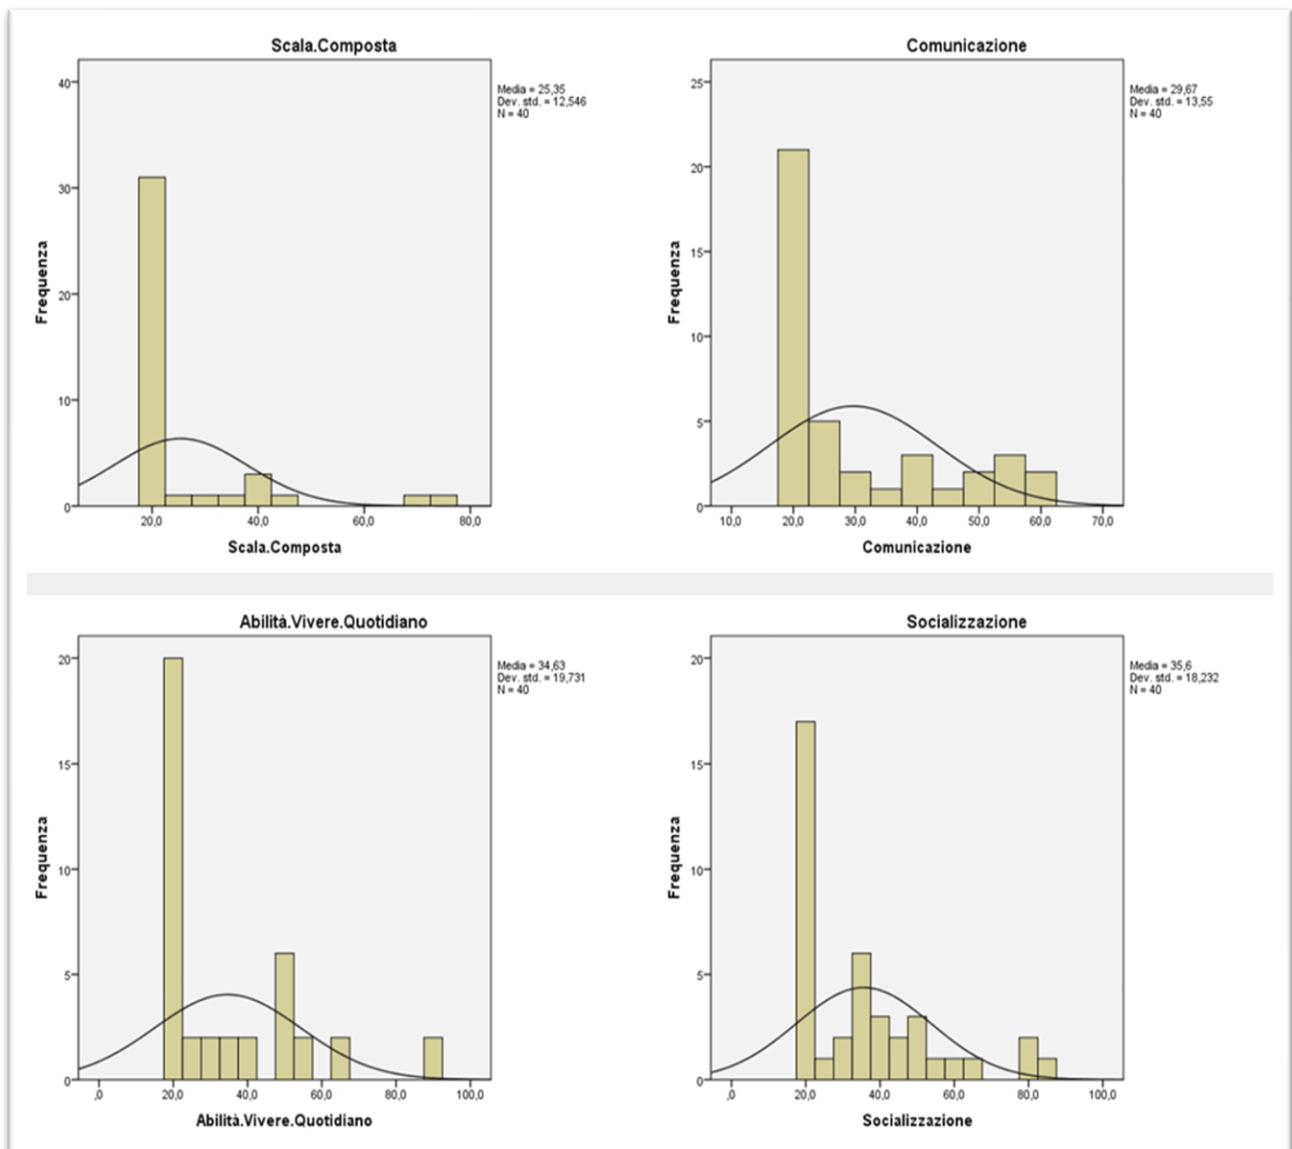 Scala.Composta
40
30
20
10
0
Frequenza
20,0 40,0 60,0 80,0
Scala.Composta
Media = 25,35
Dev. std. = 12,546
N = 40
Comunicazione
25
20
15
10
5
0
Frequenza
10,0 20,0 30,0 40,0 50,0 60,0 70,0
Comunicazione
Media = 29,67
Dev. std. = 13,55
N = 40
Abilità.Vivere.Quotidiano
20
15
10
5
0
Frequenza
,0 20,0 40,0 60,0 80,0 100,0
Abilità.Vivere.Quotidiano
Media = 34,63
Dev. std. = 19,731
N = 40
Socializzazione
20
15
10
5
0
Frequenza
,0 20,0 40,0 60,0 80,0 100,0
Socializzazione
Media = 35,6
Dev. std. = 18,232
N = 40